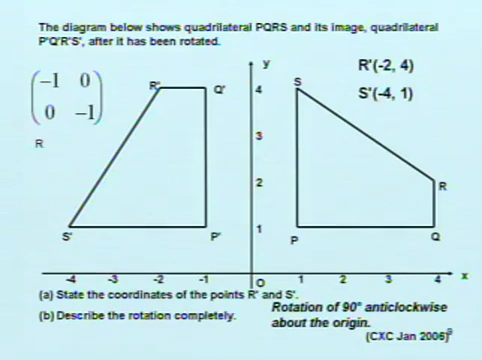 The diagram below shows quadrilateral PQRS and its image, quadrilateral
P'Q'R'S', after it has been rotated.
R'(-2, 4)
S'(-4, 1)
−1 0
0 −1
R
y
R'
Q'
4
S
3
2
R
1
S'
P'
P
Q
-4 -3 -2 -1 O 1 2 3 4 x
(a) State the coordinates of the points R' and S'.
(b) Describe the rotation completely.
Rotation of 90° anticlockwise
about the origin.
(CXC Jan 2006)